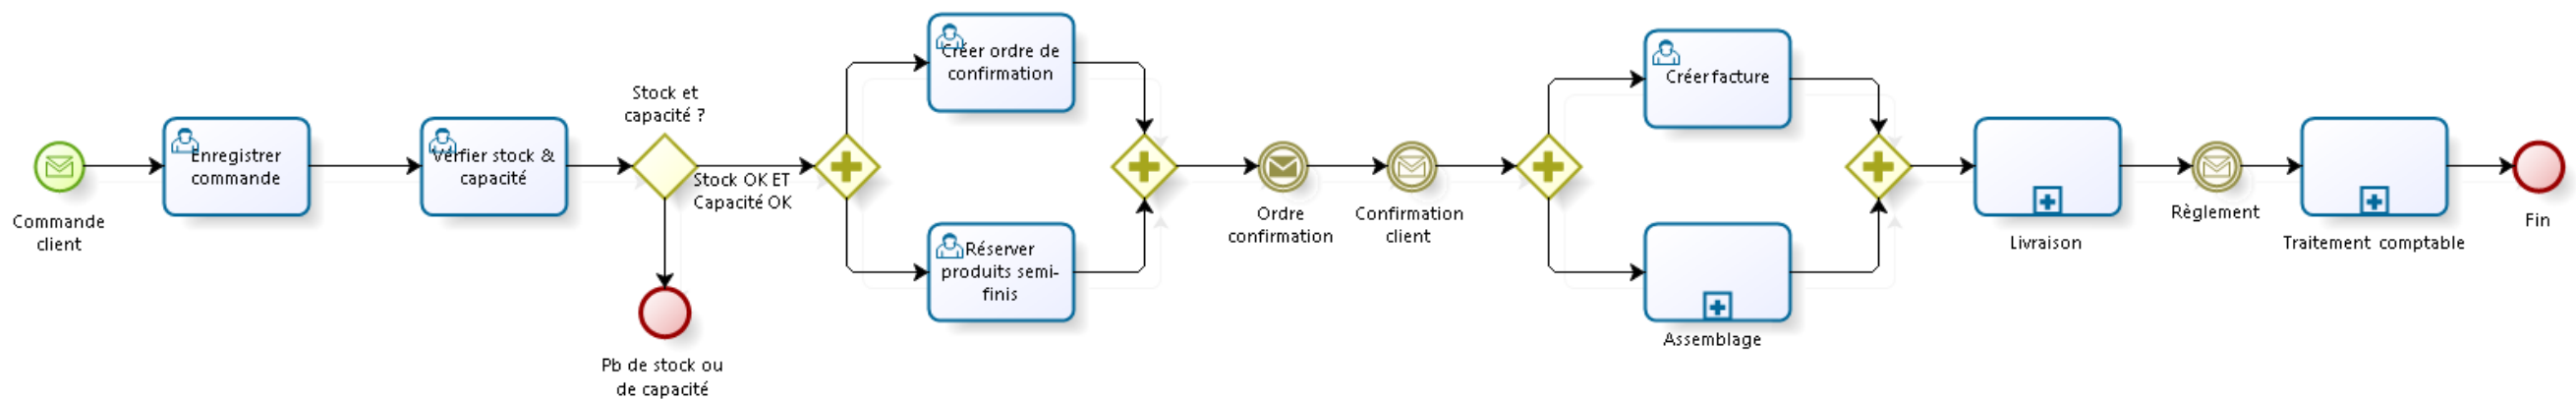 Commande
client
Enregistrer
commande
Vérfier stock &
capacité
Stock et
capacité ?
Stock OK ET
Capacité OK
Pb de stock ou
de capacité
Créer ordre de
confirmation
Réserver
produits semi-
finis
Ordre
confirmation
Confirmation
client
Créer facture
Assemblage
Livraison
Règlement
Traitement comptable
Fin